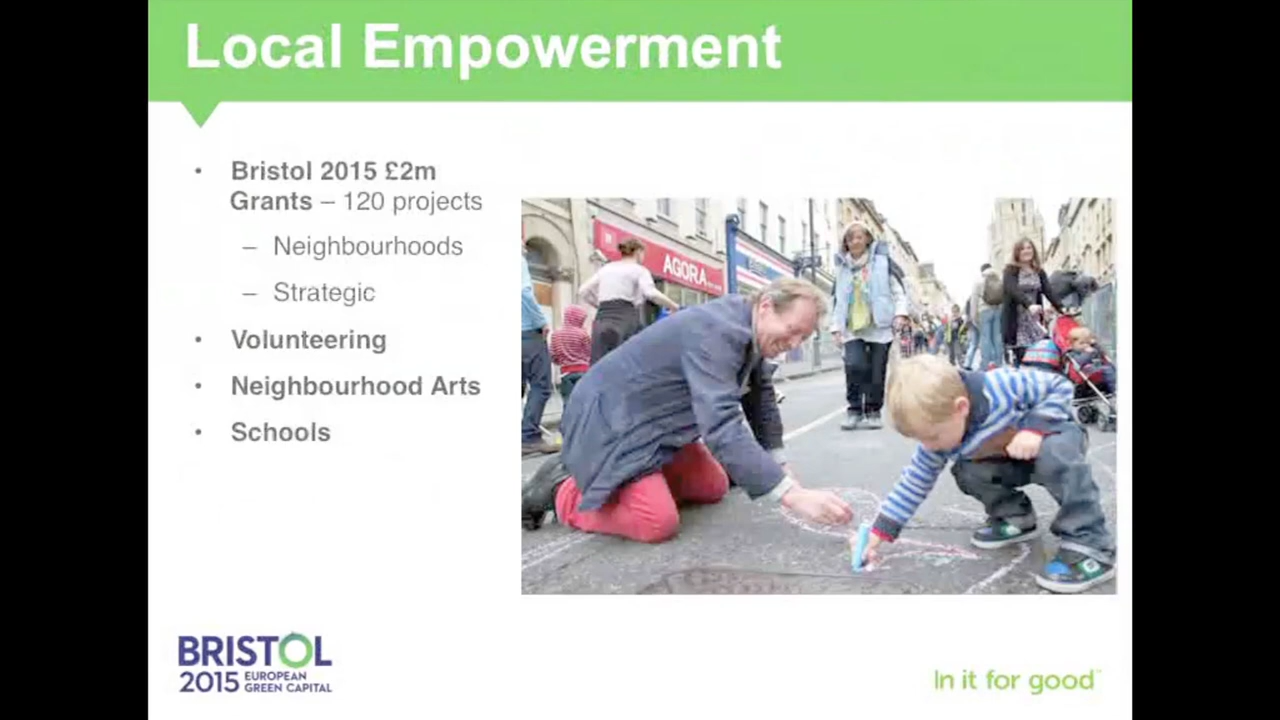 Local Empowerment
• Bristol 2015 £2m
Grants – 120 projects
– Neighbourhoods
– Strategic
• Volunteering
• Neighbourhood Arts
• Schools
AGORA
BRISTOL
2015 EUROPEAN
GREEN CAPITAL
In it for good™